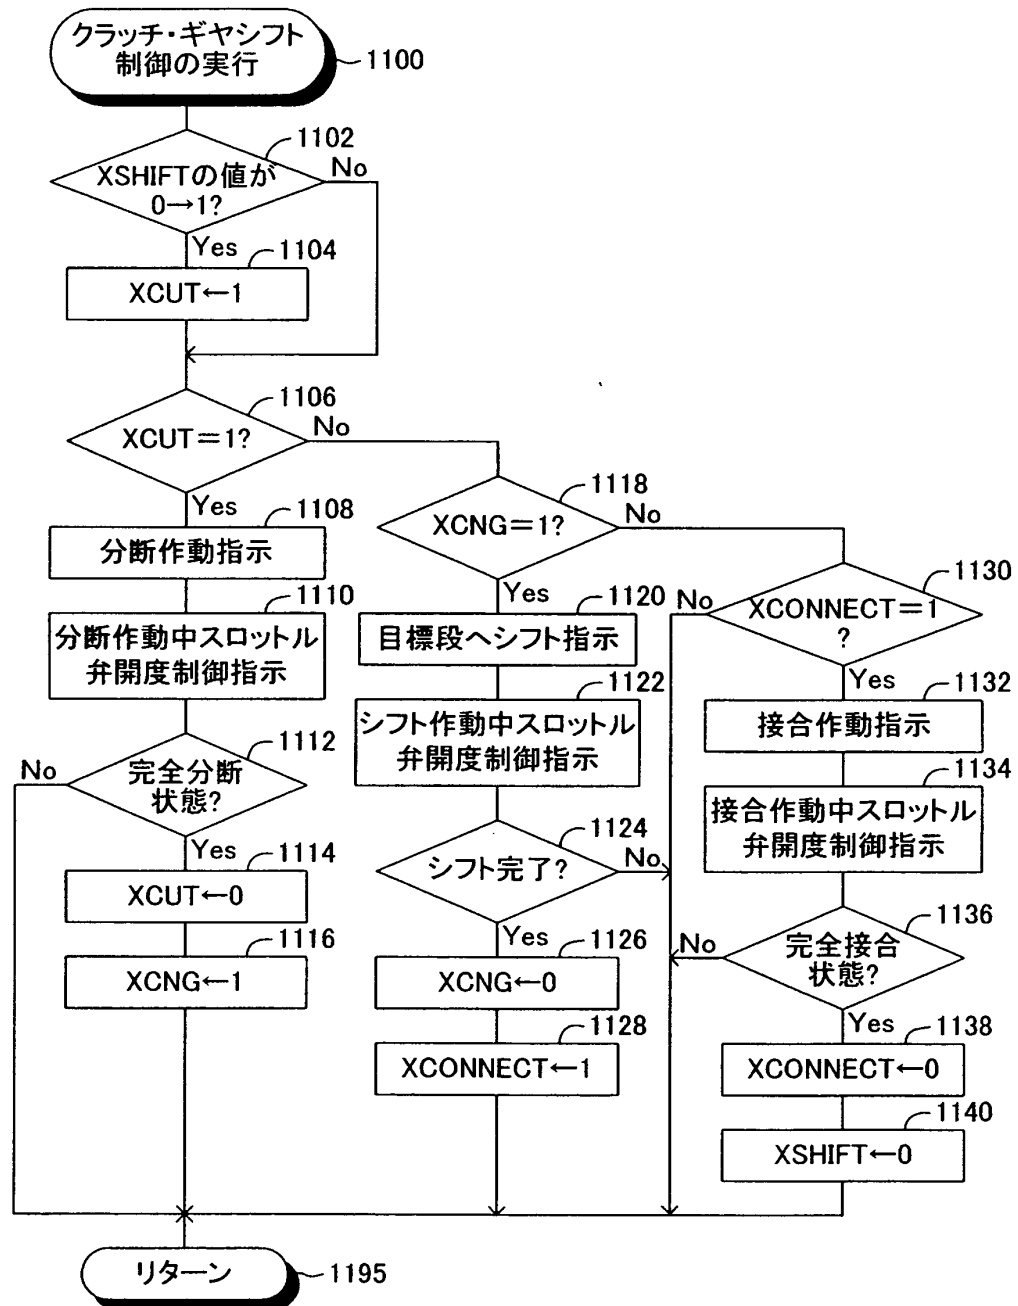 クラッチ・ギヤシフト
制御の実行
1100
1102
XSHIFTの値が
0→1?
No
Yes
1104
XCUT←1
1106
XCUT=1?
No
Yes
1108
分断作動指示
1110
分断作動中スロットル
弁開度制御指示
1112
No
完全分断
状態?
Yes
1114
XCUT←0
1116
XCNG←1
1118
XCNG=1?
No
Yes
1120
目標段へシフト指示
1122
シフト作動中スロットル
弁開度制御指示
1124
シフト完了?
No
Yes
1126
XCNG←0
1128
XCONNECT←1
1130
No
XCONNECT=1
?
Yes
1132
接合作動指示
1134
接合作動中スロットル
弁開度制御指示
1136
No
完全接合
状態?
Yes
1138
XCONNECT←0
1140
XSHIFT←0
リターン
1195